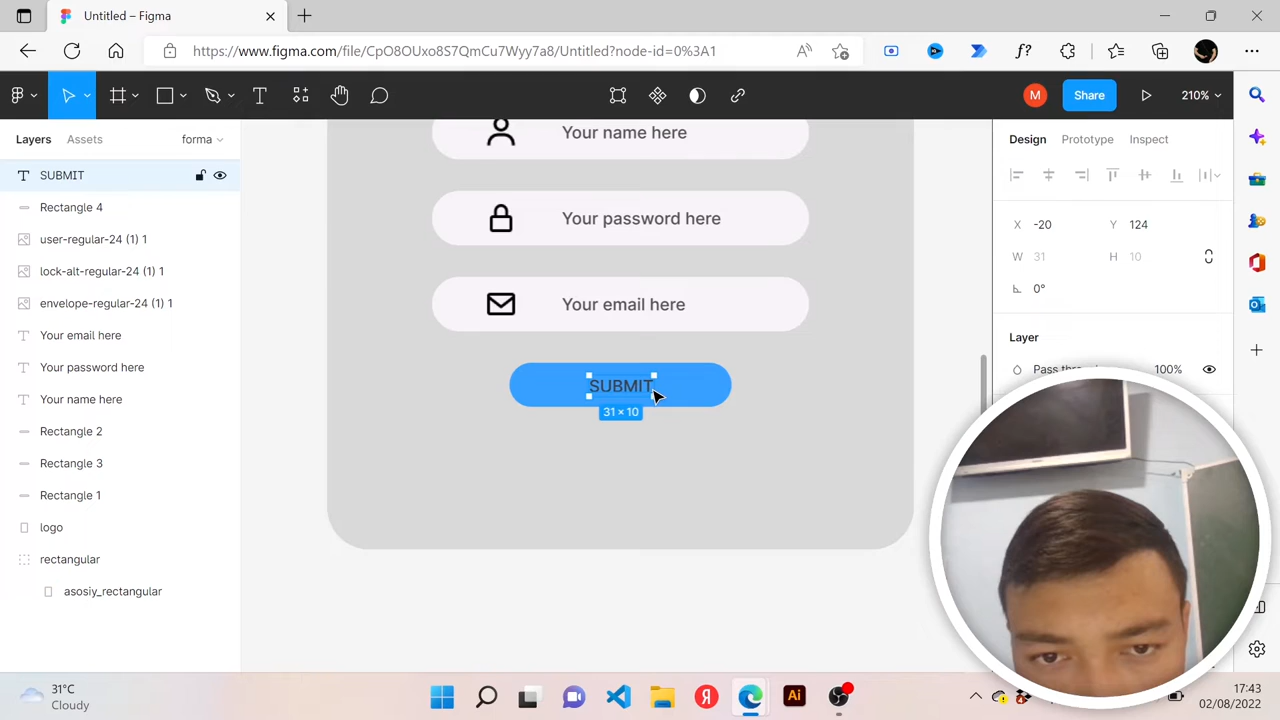 Untitled – Figma
https://www.figma.com/file/CpO8OUxo8S7QmCu7Wyy7a8/Untitled?node-id=0%3A1
M
Share
210%
Layers
Assets
forma
SUBMIT
Rectangle 4
user-regular-24 (1) 1
lock-alt-regular-24 (1) 1
envelope-regular-24 (1) 1
Your email here
Your password here
Your name here
Rectangle 2
Rectangle 3
Rectangle 1
logo
rectangular
asosiy_rectangular
Your name here
Your password here
Your email here
SUBMIT
31 × 10
Design
Prototype
Inspect
X -20
Y 124
W 31
H 10
0°
Layer
100%
31°C
Cloudy
Я
Ai
17:43
02/08/2022